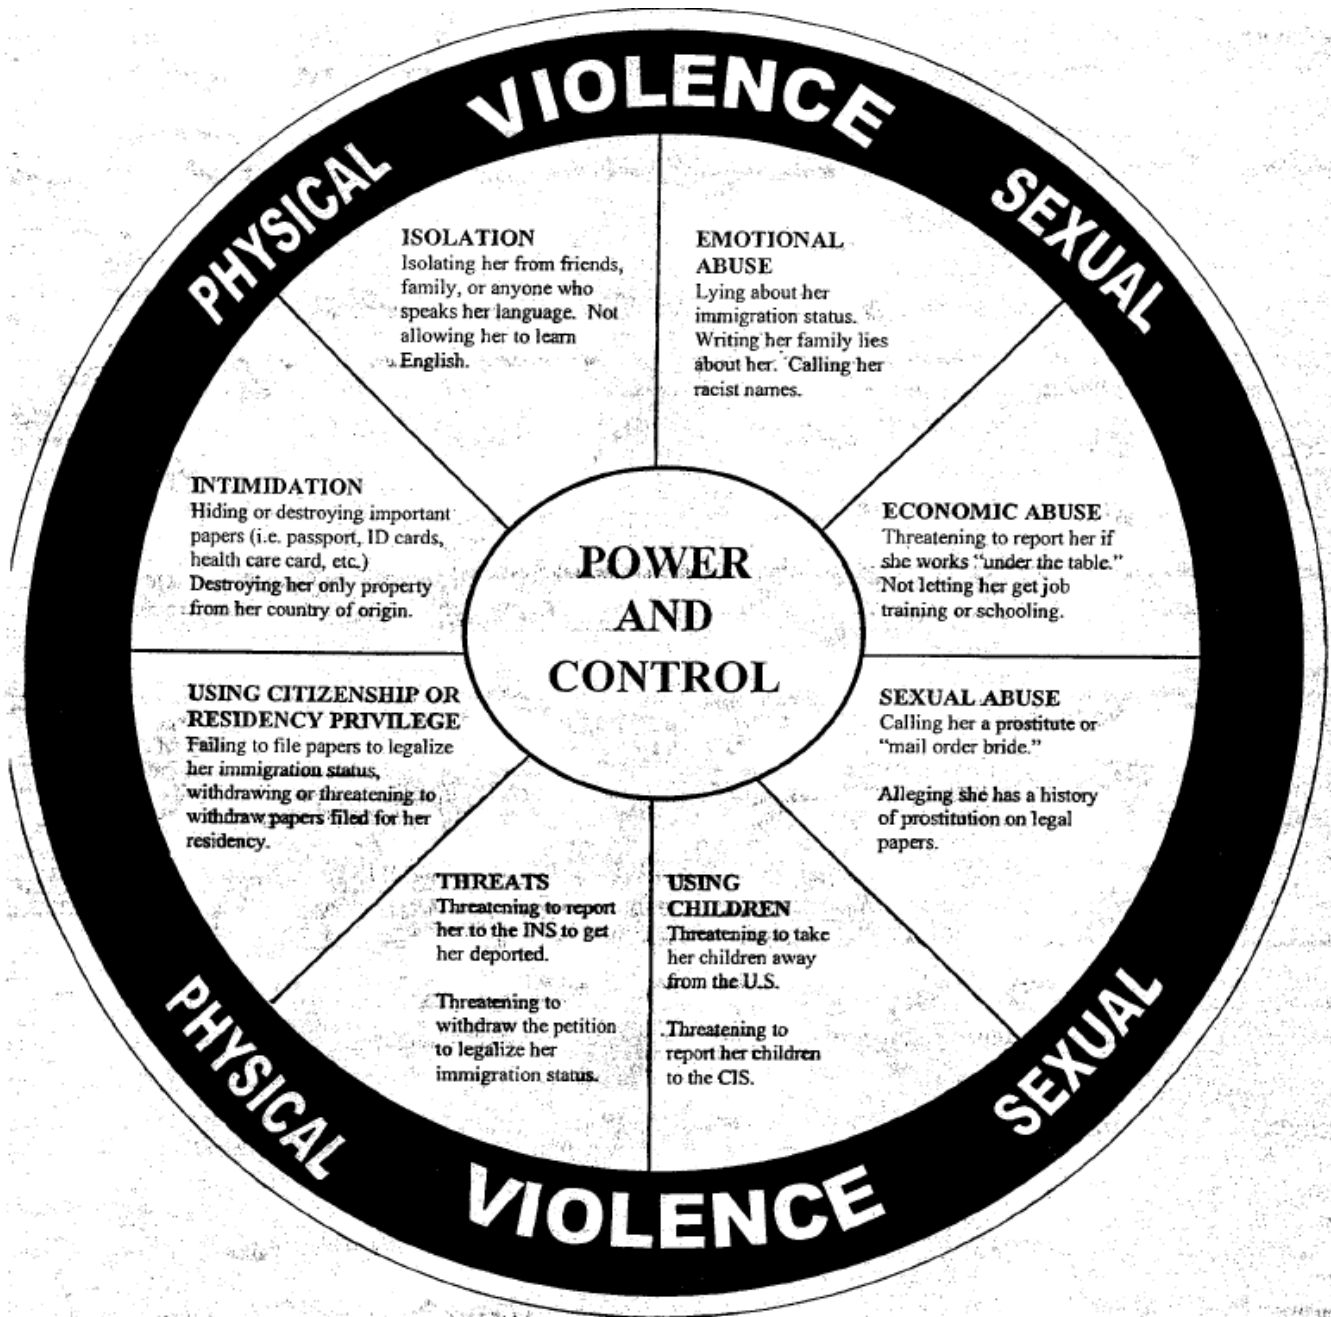 VIOLENCE
PHYSICAL
SEXUAL
ISOLATION
Isolating her from friends,
family, or anyone who
speaks her language. Not
allowing her to learn
English.
EMOTIONAL
ABUSE
Lying about her
immigration status.
Writing her family lies
about her. Calling her
racist names.
INTIMIDATION
Hiding or destroying important
papers (i.e. passport, ID cards,
health care card, etc.)
Destroying her only property
from her country of origin.
POWER
AND
CONTROL
ECONOMIC ABUSE
Threatening to report her if
she works "under the table."
Not letting her get job
training or schooling.
USING CITIZENSHIP OR
RESIDENCY PRIVILEGE
Failing to file papers to legalize
her immigration status,
withdrawing or threatening to
withdraw papers filed for her
residency.
SEXUAL ABUSE
Calling her a prostitute or
"mail order bride."
Alleging she has a history
of prostitution on legal
papers.
THREATS
Threatening to report
her to the INS to get
her deported.
Threatening to
withdraw the petition
to legalize her
immigration status.
USING
CHILDREN
Threatening to take
her children away
from the U.S.
Threatening to
report her children
to the CIS.
PHYSICAL
SEXUAL
VIOLENCE